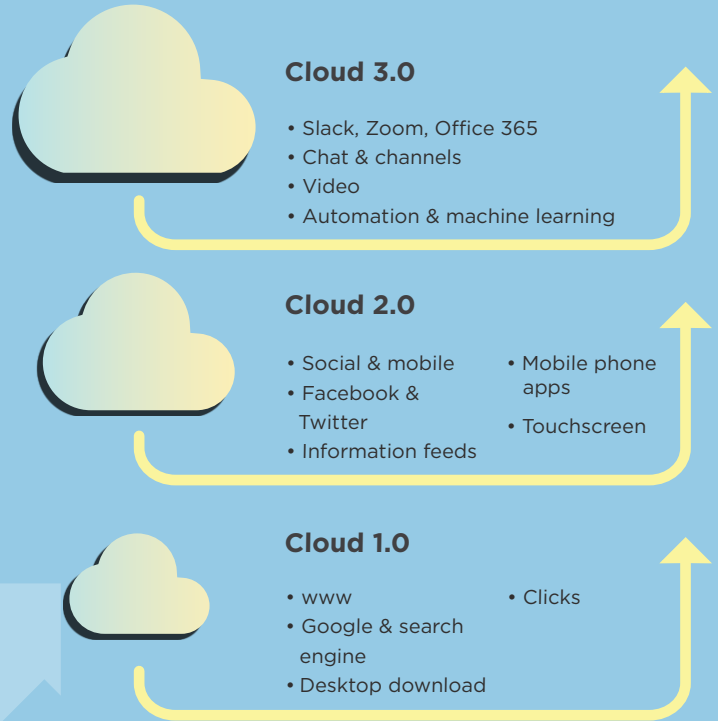 Cloud 3.0
• Slack, Zoom, Office 365
• Chat & channels
• Video
• Automation & machine learning
Cloud 2.0
• Social & mobile
• Facebook &
Twitter
• Information feeds
• Mobile phone
apps
• Touchscreen
Cloud 1.0
• www
• Google & search
engine
• Desktop download
• Clicks